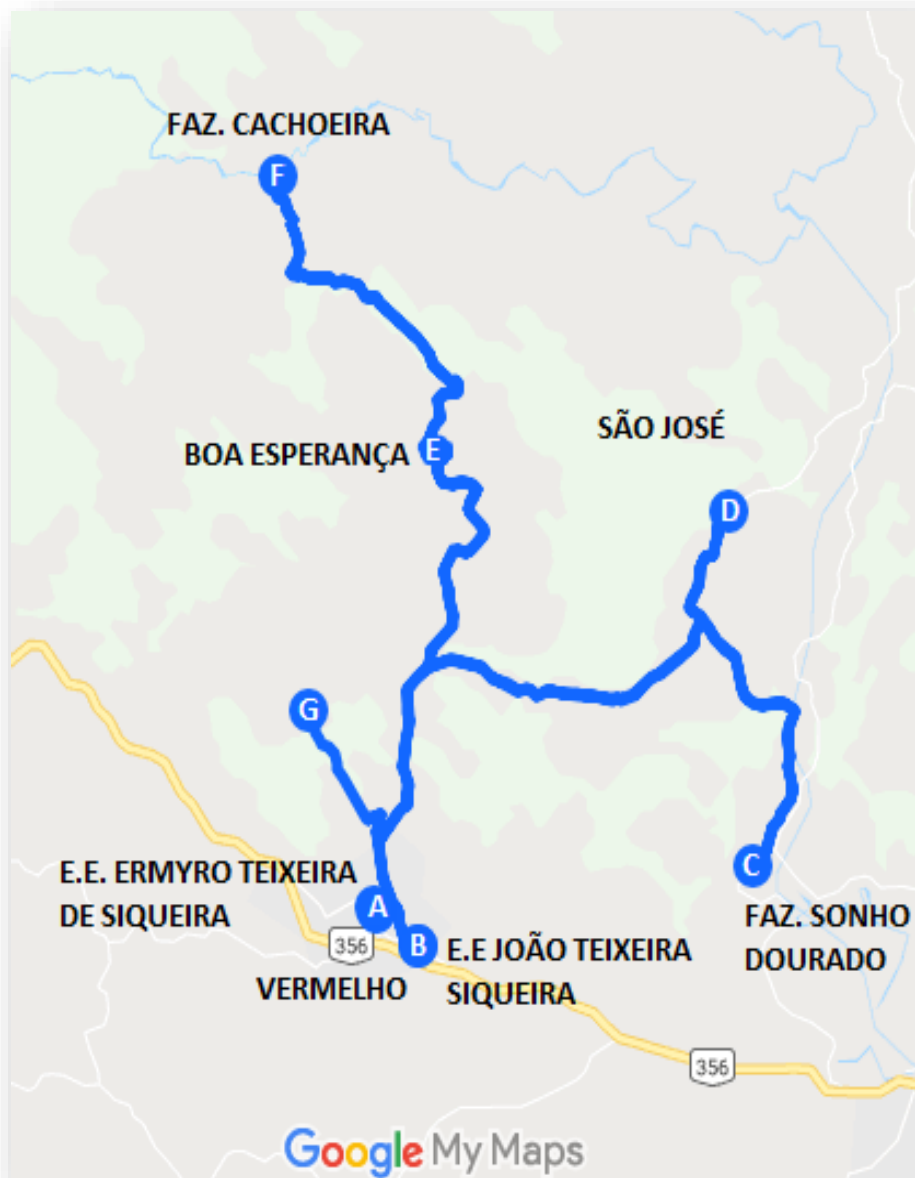 FAZ. CACHOEIRA
F
SÃO JOSÉ
BOA ESPERANÇA
E
D
G
E.E. ERMYRO TEIXEIRA
DE SIQUEIRA
A
C
B
356
VERMELHO
E.E JOÃO TEIXEIRA
SIQUEIRA
FAZ. SONHO
DOURADO
356
Google My Maps